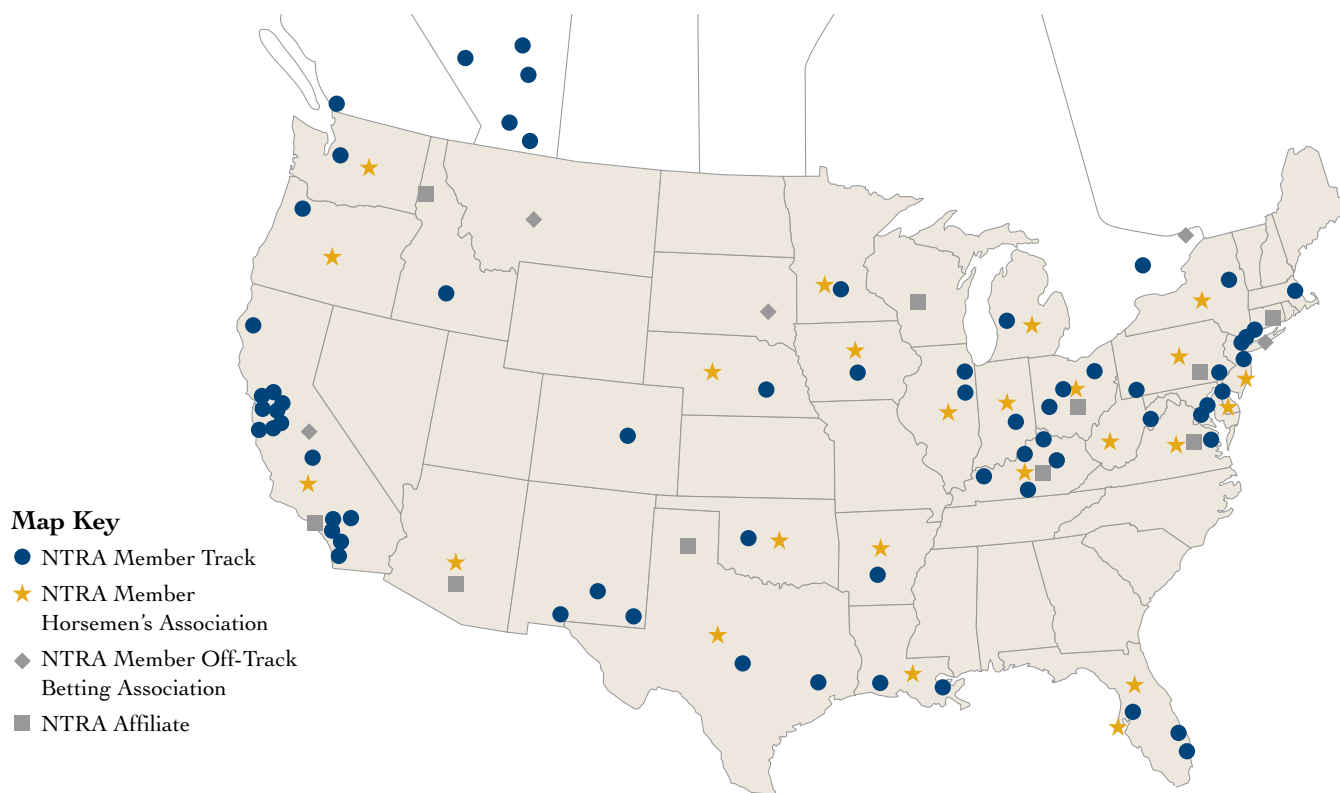 Map Key
NTRA Member Track
NTRA Member
Horsemen's Association
NTRA Member Off-Track
Betting Association
NTRA Affiliate